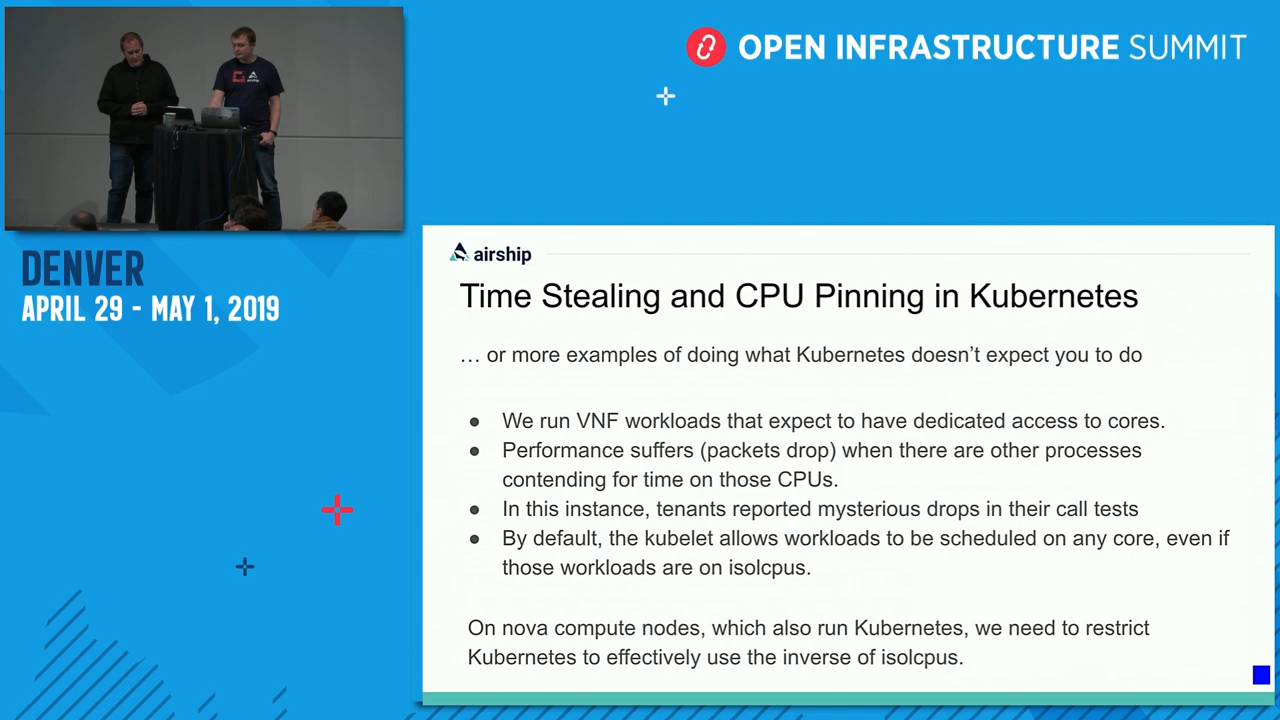 OPEN INFRASTRUCTURE SUMMIT
airship
DENVER
APRIL 29 - MAY 1, 2019
airship
Time Stealing and CPU Pinning in Kubernetes
… or more examples of doing what Kubernetes doesn’t expect you to do
● We run VNF workloads that expect to have dedicated access to cores.
● Performance suffers (packets drop) when there are other processes
contending for time on those CPUs.
● In this instance, tenants reported mysterious drops in their call tests
● By default, the kubelet allows workloads to be scheduled on any core, even if
those workloads are on isolcpus.
On nova compute nodes, which also run Kubernetes, we need to restrict
Kubernetes to effectively use the inverse of isolcpus.